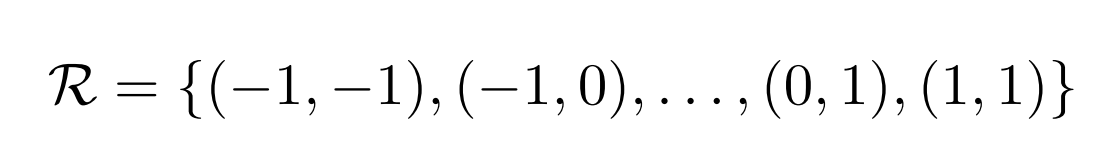 ℛ = {(−1, −1), (−1, 0), . . . , (0, 1), (1, 1)}